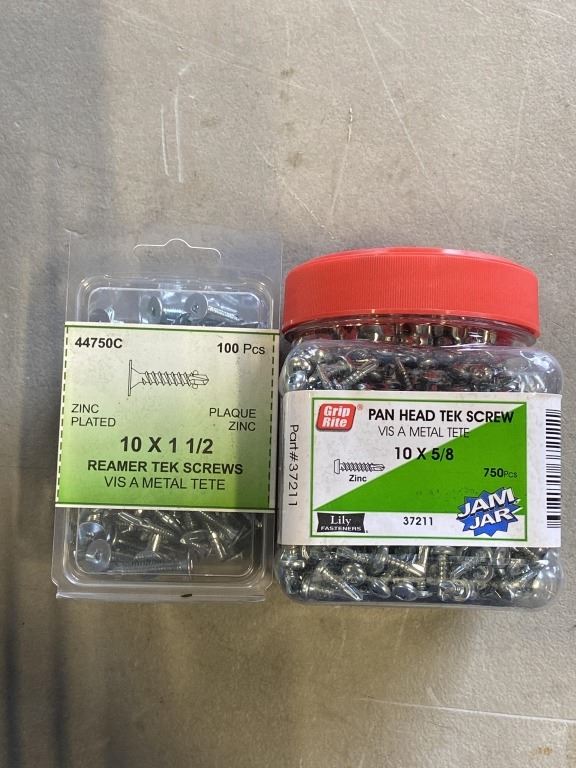 44750C
100 Pcs
ZINC
PLATED
PLAQUE
ZINC
10 X 1 1/2
REAMER TEK SCREWS
VIS A METAL TETE
Part#37211
Grip
Rite
®
PAN HEAD TEK SCREW
VIS A METAL TETE
10 X 5/8
Zinc
750Pcs
Lily
FASTENERS®
37211
JAM
JAR